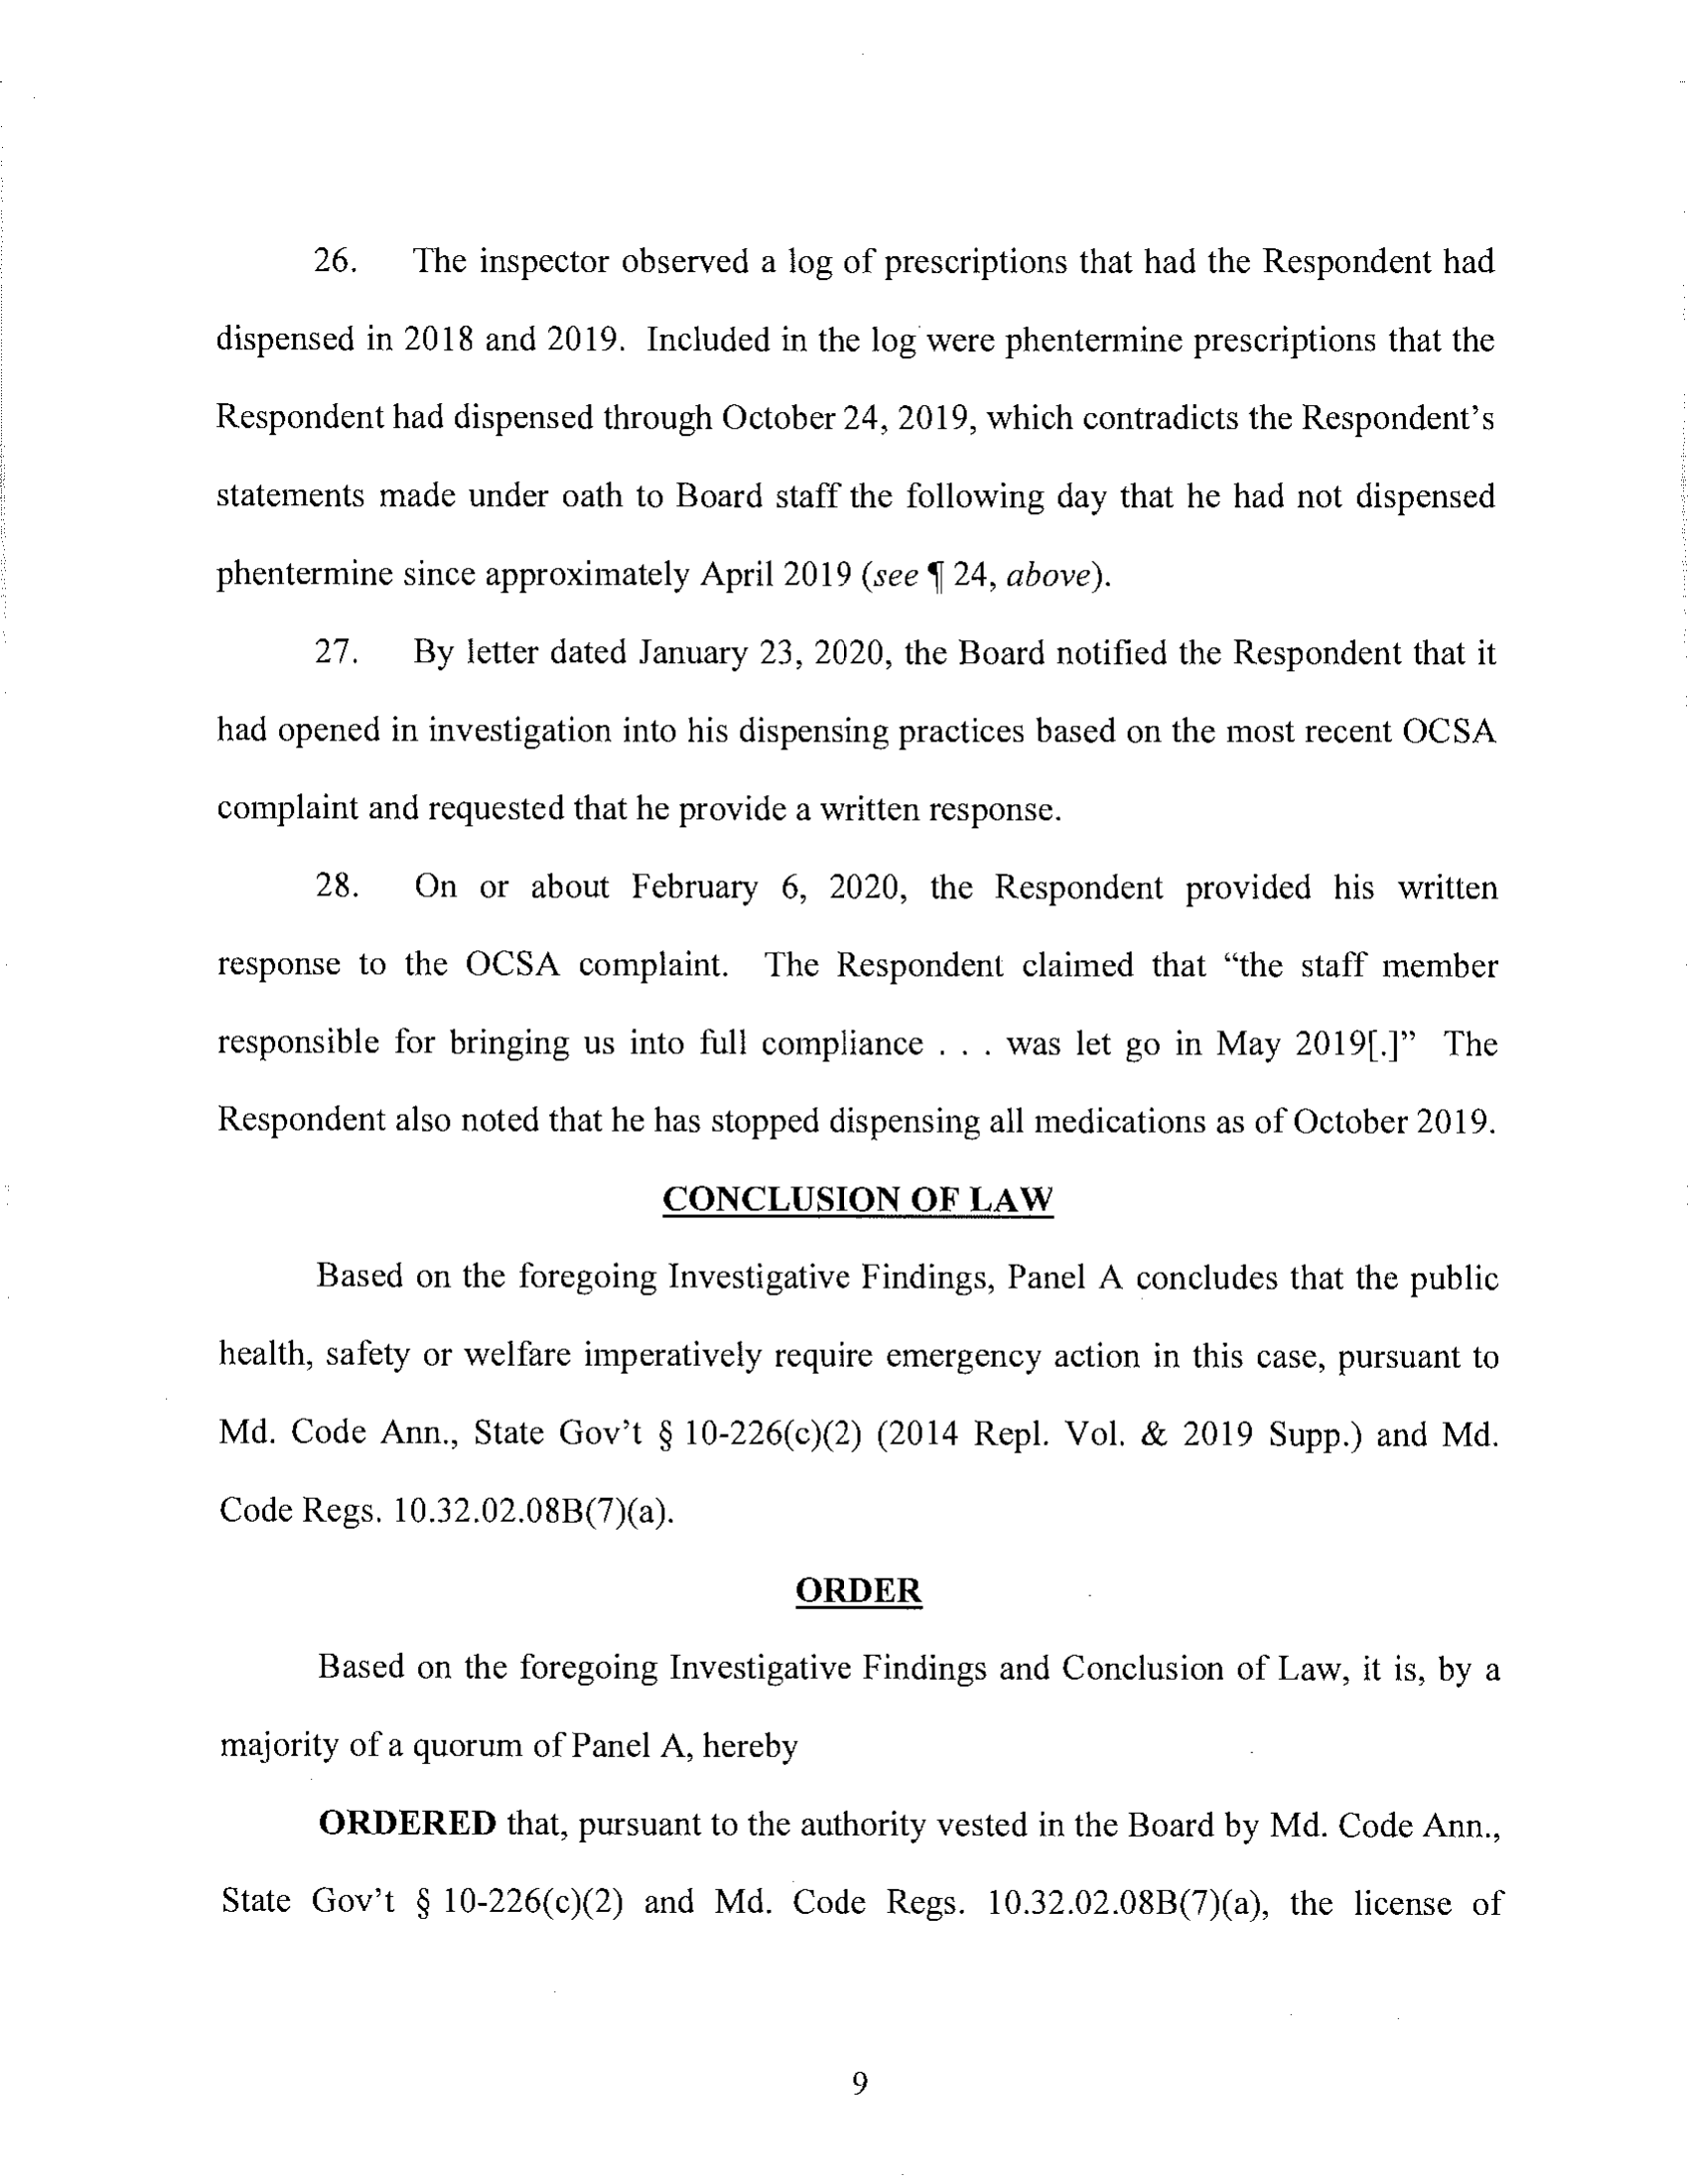 26. The inspector observed a log of prescriptions that had the Respondent had
dispensed in 2018 and 2019. Included in the log were phentermine prescriptions that the
Respondent had dispensed through October 24, 2019, which contradicts the Respondent's
statements made under oath to Board staff the following day that he had not dispensed
phentermine since approximately April 2019 (see ¶ 24, above).
27. By letter dated January 23, 2020, the Board notified the Respondent that it
had opened in investigation into his dispensing practices based on the most recent OCSA
complaint and requested that he provide a written response.
28. On or about February 6, 2020, the Respondent provided his written
response to the OCSA complaint. The Respondent claimed that “the staff member
responsible for bringing us into full compliance . . . was let go in May 2019[.]” The
Respondent also noted that he has stopped dispensing all medications as of October 2019.
CONCLUSION OF LAW
Based on the foregoing Investigative Findings, Panel A concludes that the public
health, safety or welfare imperatively require emergency action in this case, pursuant to
Md. Code Ann., State Gov't § 10-226(c)(2) (2014 Repl. Vol. & 2019 Supp.) and Md.
Code Regs. 10.32.02.08B(7)(a).
ORDER
Based on the foregoing Investigative Findings and Conclusion of Law, it is, by a
majority of a quorum of Panel A, hereby
ORDERED that, pursuant to the authority vested in the Board by Md. Code Ann.,
State Gov't § 10-226(c)(2) and Md. Code Regs. 10.32.02.08B(7)(a), the license of
9